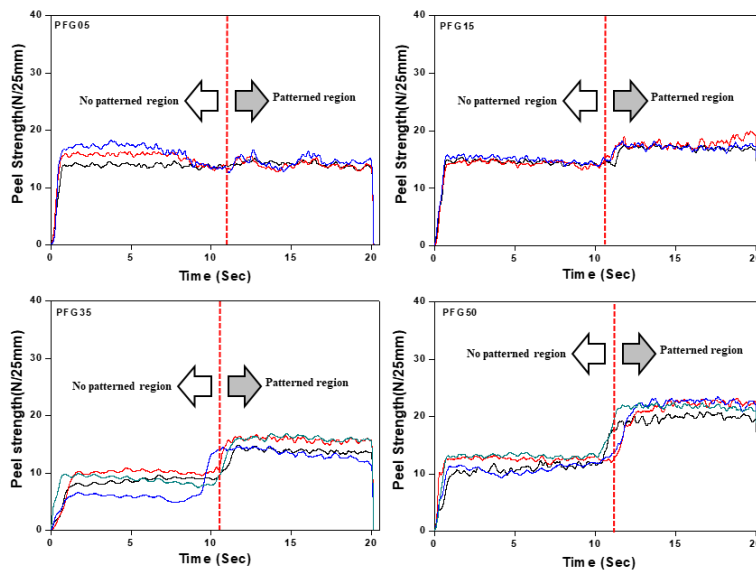 PFG05
Peel Strength(N/25mm)
40
30
20
10
0
No patterned region
Patterned region
0
5
10
15
20
Time (Sec)
PFG15
Peel Strength(N/25mm)
40
30
20
10
0
No patterned region
Patterned region
0
5
10
15
20
Time (Sec)
PFG35
Peel Strength(N/25mm)
40
30
20
10
0
No patterned region
Patterned region
0
5
10
15
20
Time (Sec)
PFG50
Peel Strength(N/25mm)
40
30
20
10
0
No patterned region
Patterned region
0
5
10
15
20
Time (Sec)